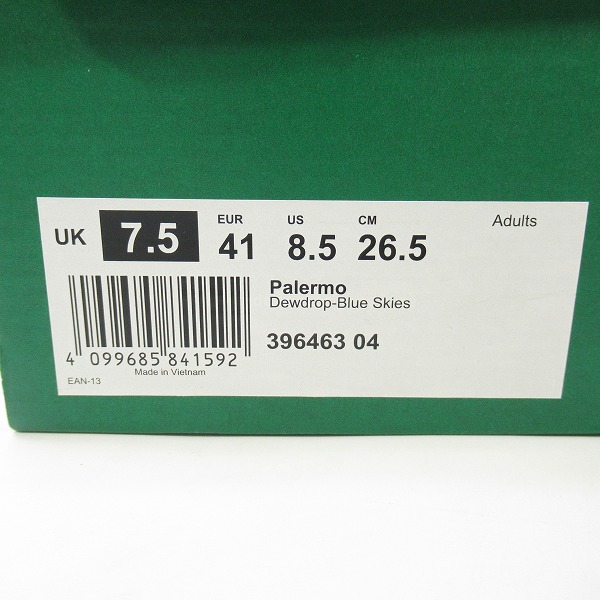 UK 7.5 EUR 41 US 8.5 CM 26.5 Adults
Palermo
Dewdrop-Blue Skies
396463 04
4 099685 841592
Made in Vietnam
EAN-13